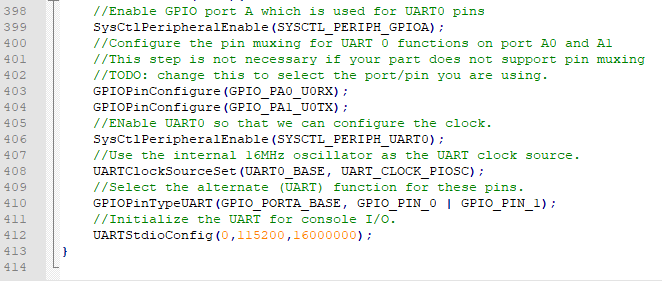 398 //Enable GPIO port A which is used for UART0 pins
399 SysCtlPeripheralEnable(SYSCTL_PERIPH_GPIOA);
400 //Configure the pin muxing for UART 0 functions on port A0 and A1
401 //This step is not necessary if your part does not support pin muxing
402 //TODO: change this to select the port/pin you are using.
403 GPIOPinConfigure(GPIO_PA0_U0RX);
404 GPIOPinConfigure(GPIO_PA1_U0TX);
405 //ENable UART0 so that we can configure the clock.
406 SysCtlPeripheralEnable(SYSCTL_PERIPH_UART0);
407 //Use the internal 16MHz oscillator as the UART clock source.
408 UARTClockSourceSet(UART0_BASE, UART_CLOCK_PIOSC);
409 //Select the alternate (UART) function for these pins.
410 GPIOPinTypeUART(GPIO_PORTA_BASE, GPIO_PIN_0 | GPIO_PIN_1);
411 //Initialize the UART for console I/O.
412 UARTStdioConfig(0,115200,16000000);
413 }
414